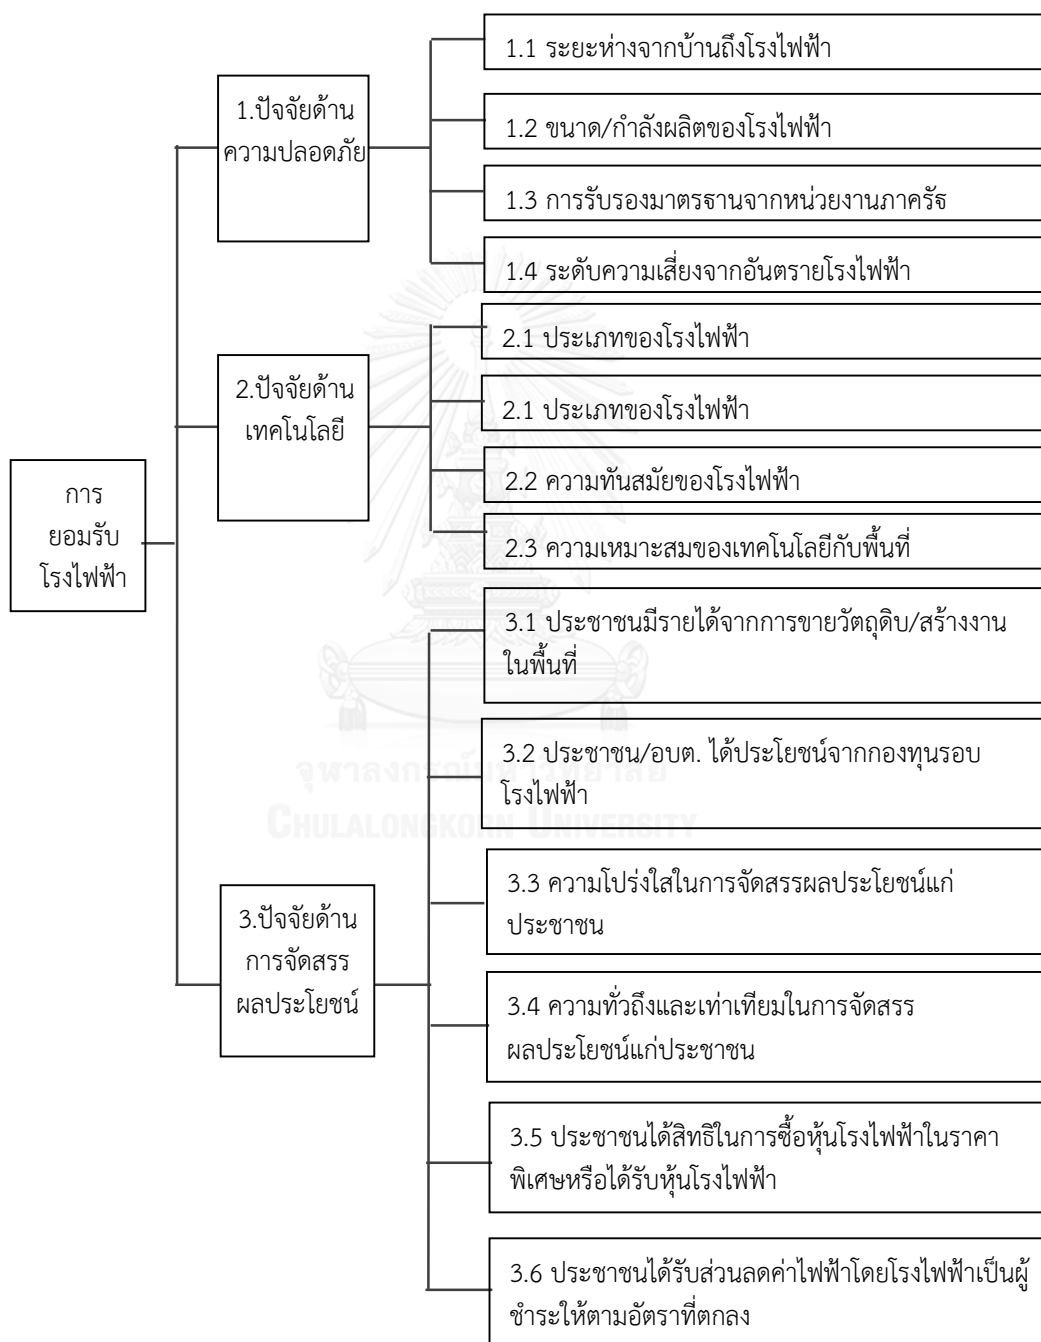 การ
ยอมรับ
โรงไฟฟ้า
1.ปัจจัยด้าน
ความปลอดภัย
1.1 ระยะห่างจากบ้านถึงโรงไฟฟ้า
1.2 ขนาด/กำลังผลิตของโรงไฟฟ้า
1.3 การรับรองมาตรฐานจากหน่วยงานภาครัฐ
1.4 ระดับความเสี่ยงจากอันตรายโรงไฟฟ้า
2.ปัจจัยด้าน
เทคโนโลยี
2.1 ประเภทของโรงไฟฟ้า
2.1 ประเภทของโรงไฟฟ้า
2.2 ความทันสมัยของโรงไฟฟ้า
2.3 ความเหมาะสมของเทคโนโลยีกับพื้นที่
3.ปัจจัยด้าน
การจัดสรร
ผลประโยชน์
3.1 ประชาชนมีรายได้จากการขายวัตถุดิบ/สร้างงาน
ในพื้นที่
3.2 ประชาชน/อบต. ได้ประโยชน์จากกองทุนรอบ
โรงไฟฟ้า
3.3 ความโปร่งใสในการจัดสรรผลประโยชน์แก่
ประชาชน
3.4 ความทั่วถึงและเท่าเทียมในการจัดสรร
ผลประโยชน์แก่ประชาชน
3.5 ประชาชนได้สิทธิในการซื้อหุ้นโรงไฟฟ้าในราคา
พิเศษหรือได้รับหุ้นโรงไฟฟ้า
3.6 ประชาชนได้รับส่วนลดค่าไฟฟ้าโดยโรงไฟฟ้าเป็นผู้
ชำระให้ตามอัตราที่ตกลง
จุฬาลงกรณ์มหาวิทยาลัย
CHULALONGKORN UNIVERSITY